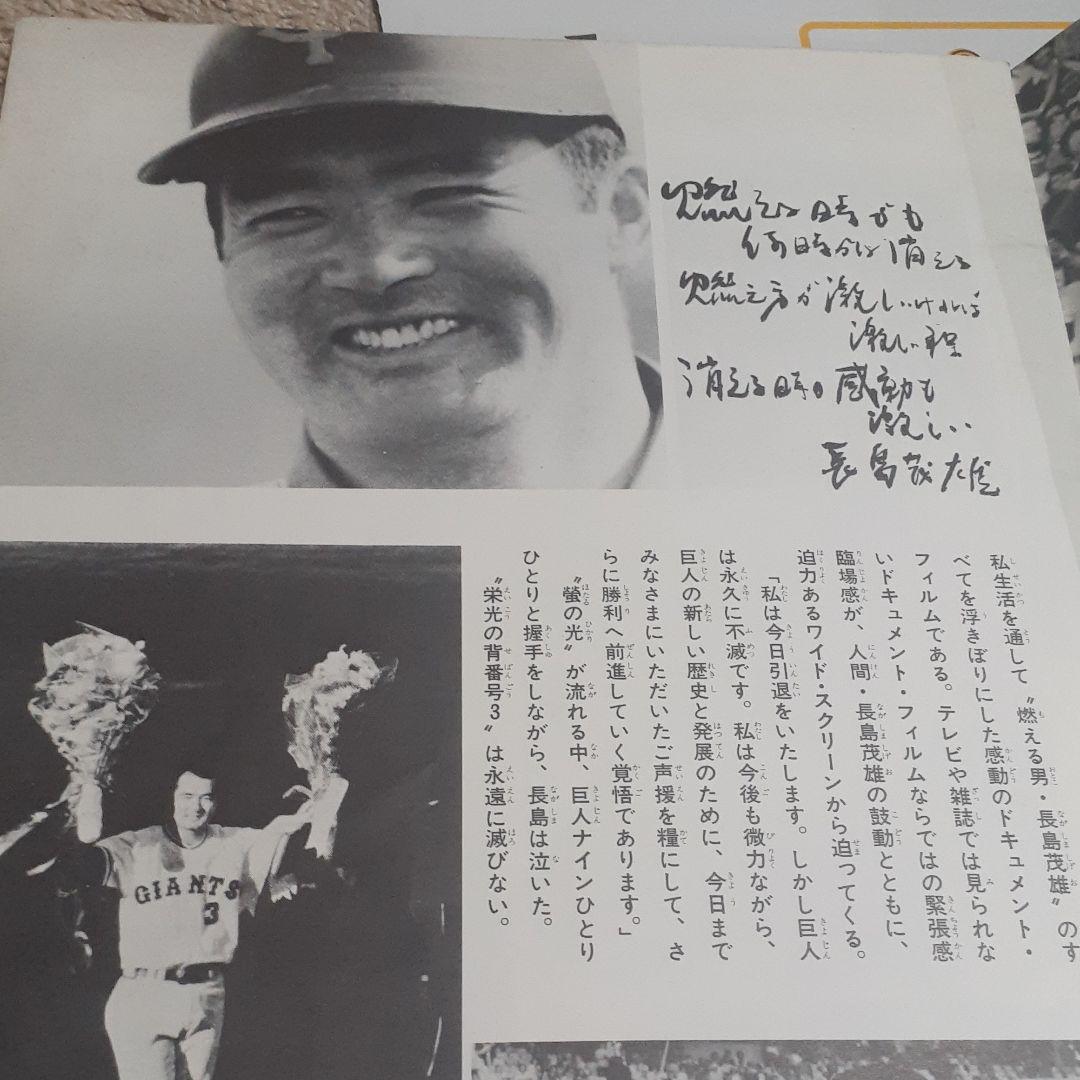 燃える時がも
何時かは消える
燃え方が激しければ
激しい程
消える時の感動も
激しい
長島茂雄
私生活を通して〝燃える男・長島茂雄〟のす
べてを浮きぼりにした感動のドキュメント・
フィルムである。テレビや雑誌では見られな
いドキュメント・フィルムならではの緊張感
臨場感が、人間・長島茂雄の鼓動とともに、
迫力あるワイド・スクリーンから迫ってくる。
「私は今日引退をいたします。しかし巨人
は永久に不滅です。私は今後も微力ながら、
巨人の新しい歴史と発展のために、今日まで
みなさまにいただいたご声援を糧にして、さ
らに勝利へ前進していく覚悟であります。」
〝螢の光〟が流れる中、巨人ナインひとり
ひとりと握手をしながら、長島は泣いた。
〝栄光の背番号3〟は永遠に滅びない。
GIANTS
3